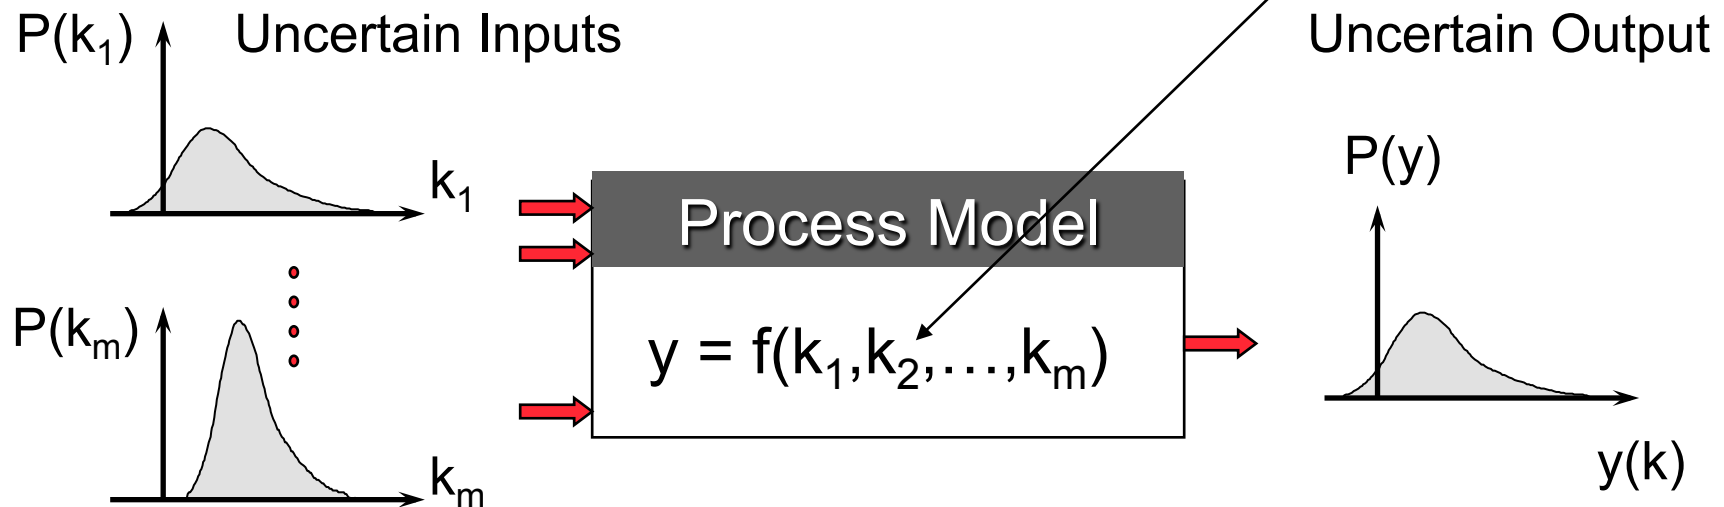 P(k₁)
Uncertain Inputs
Uncertain Output
k₁
Process Model
P(y)
P(kₘ)
y = f(k₁,k₂,…,kₘ)
kₘ
y(k)